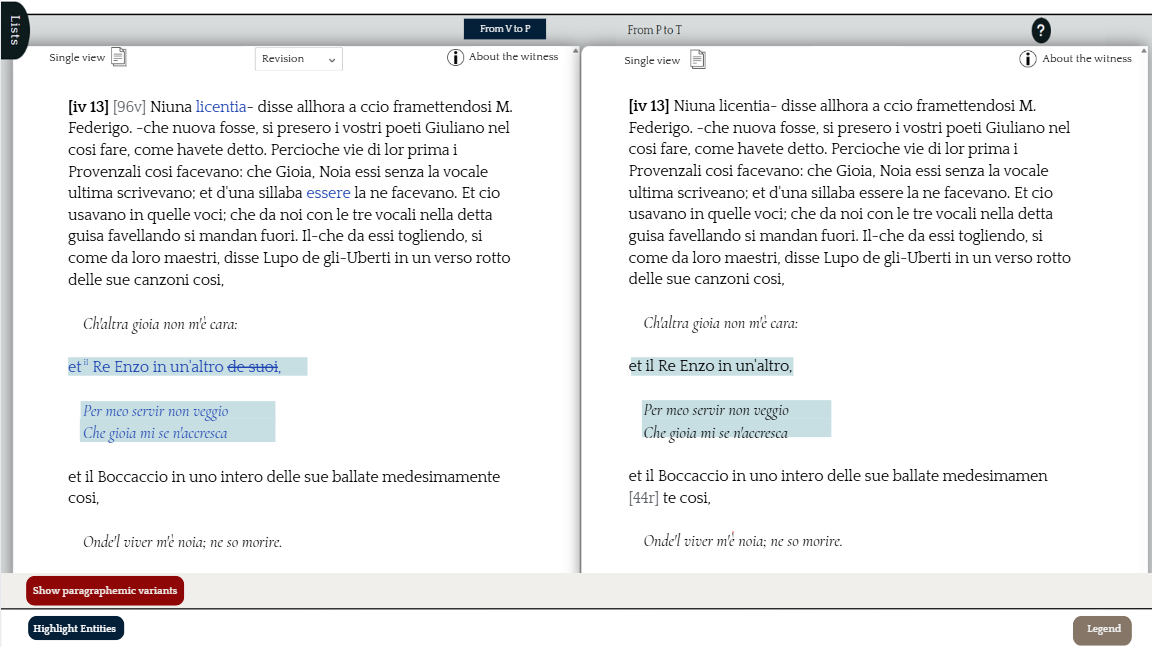 Lists
From V to P
From P to T
?
Single view
Revision
About the witness
[iv 13] [96v] Niuna licentia– disse allhora a ccio framettendosi M.
Federigo. -che nuova fosse, si presero i vostri poeti Giuliano nel
cosi fare, come havete detto. Percioche vie di lor prima i
Provenzali cosi facevano: che Gioia, Noia essi senza la vocale
ultima scrivevano; et d'una sillaba essere la ne facevano. Et cio
usavano in quelle voci; che da noi con le tre vocali nella detta
guisa favellando si mandan fuori. Il-che da essi togliendo, si
come da loro maestri, disse Lupo de gli-Uberti in un verso rotto
delle sue canzoni cosi,
Ch'altra gioia non m'è cara:
et il Re Enzo in un'altro de suoi,
Per meo servir non veggio
Che gioia mi se n'accresca
et il Boccaccio in uno intero delle sue ballate medesimamente
cosi,
Onde'l viver m'è noia; ne so morire.
Single view
About the witness
[iv 13] Niuna licentia– disse allhora a ccio framettendosi M.
Federigo. -che nuova fosse, si presero i vostri poeti Giuliano nel
cosi fare, come havete detto. Percioche vie di lor prima i
Provenzali cosi facevano: che Gioia, Noia essi senza la vocale
ultima scriveano; et d'una sillaba essere la ne facevano. Et cio
usavano in quelle voci; che da noi con le tre vocali nella detta
guisa favellando si mandan fuori. Il-che da essi togliendo, si
come da loro maestri, disse Lupo de gli-Uberti in un verso rotto
delle sue canzoni cosi,
Ch'altra gioia non m'è cara:
et il Re Enzo in un'altro,
Per meo servir non veggio
Che gioia mi se n'accresca
et il Boccaccio in uno intero delle sue ballate medesimamen
[44r] te cosi,
Onde'l viver m'é noia; ne so morire.
Show paragraphemic variants
Highlight Entities
Legend